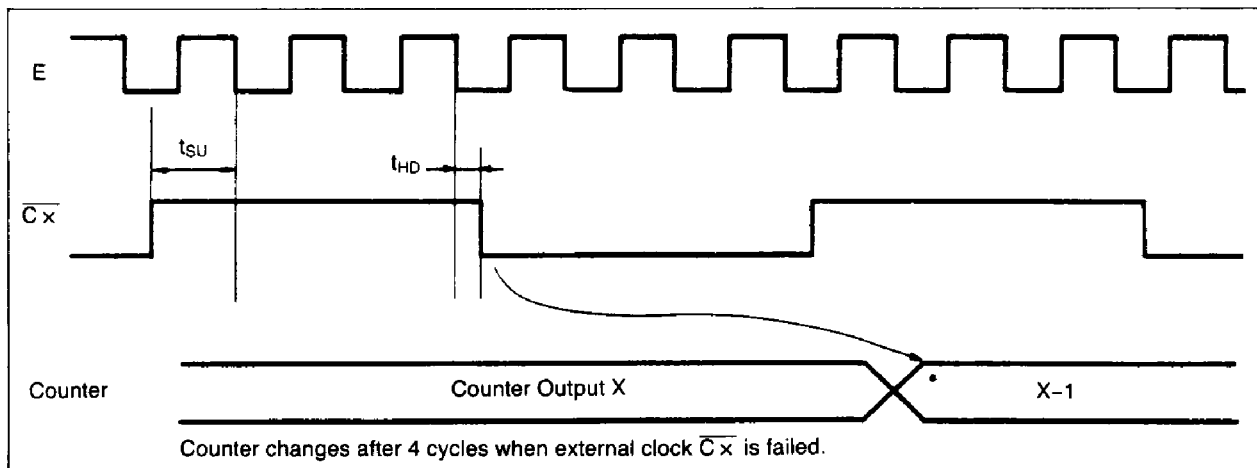 E
tSU
tHD
C̅x̅
Counter
Counter Output X
X–1
Counter changes after 4 cycles when external clock C̅x̅ is failed.